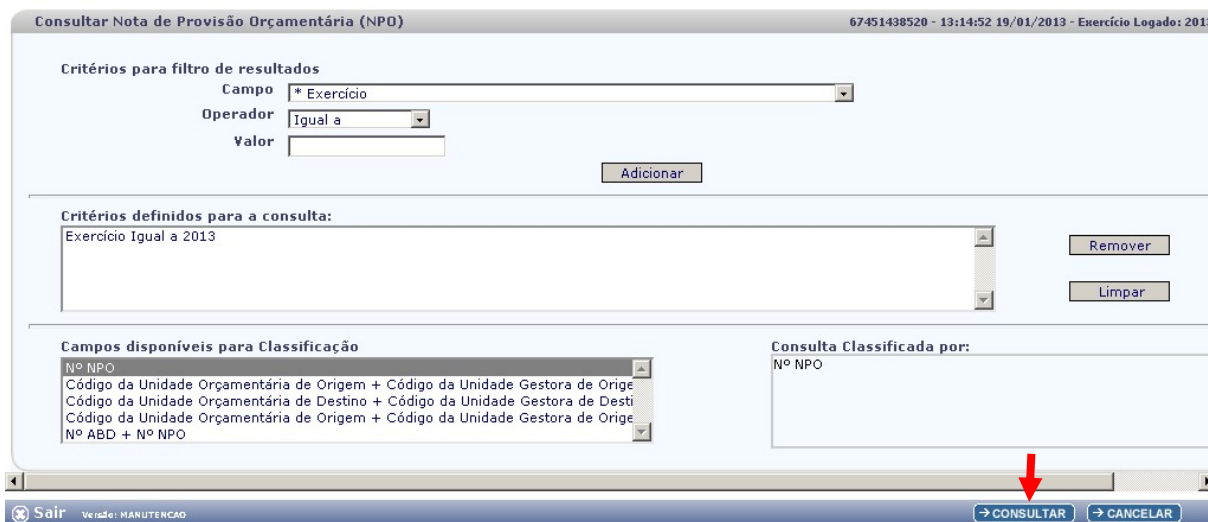 Consultar Nota de Provisão Orçamentária (NPO)
67451438520 - 13:14:52 19/01/2013 - Exercício Logado: 2013
Critérios para filtro de resultados
Campo * Exercício
Operador Igual a
Valor
Adicionar
Critérios definidos para a consulta:
Exercício Igual a 2013
Remover
Limpar
Campos disponíveis para Classificação
Nº NPO
Código da Unidade Orçamentária de Origem + Código da Unidade Gestora de Orige
Código da Unidade Orçamentária de Destino + Código da Unidade Gestora de Desti
Código da Unidade Orçamentária de Origem + Código da Unidade Gestora de Orige
Nº ABD + Nº NPO
Consulta Classificada por:
Nº NPO
Sair Versão: MANUTENCAO
CONSULTAR
CANCELAR